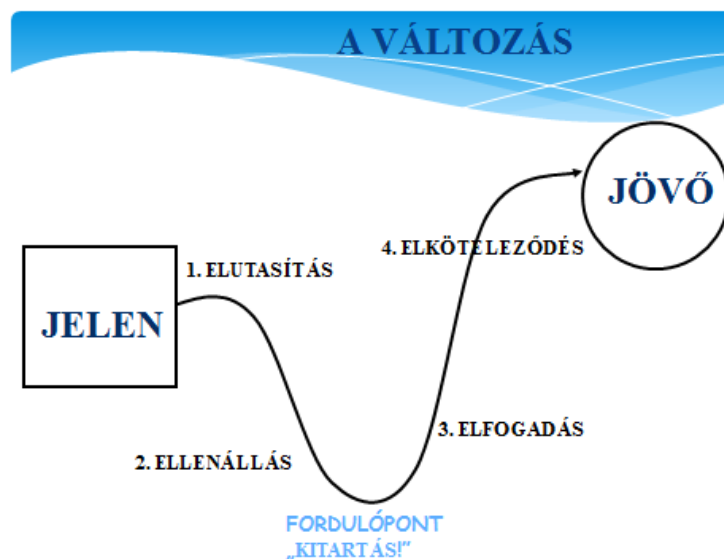 A VÁLTOZÁS
JÖVŐ
4. ELKÖTELEZŐDÉS
1. ELUTASÍTÁS
JELEN
3. ELFOGADÁS
2. ELLENÁLLÁS
FORDULÓPONT
„KITARTÁS!”